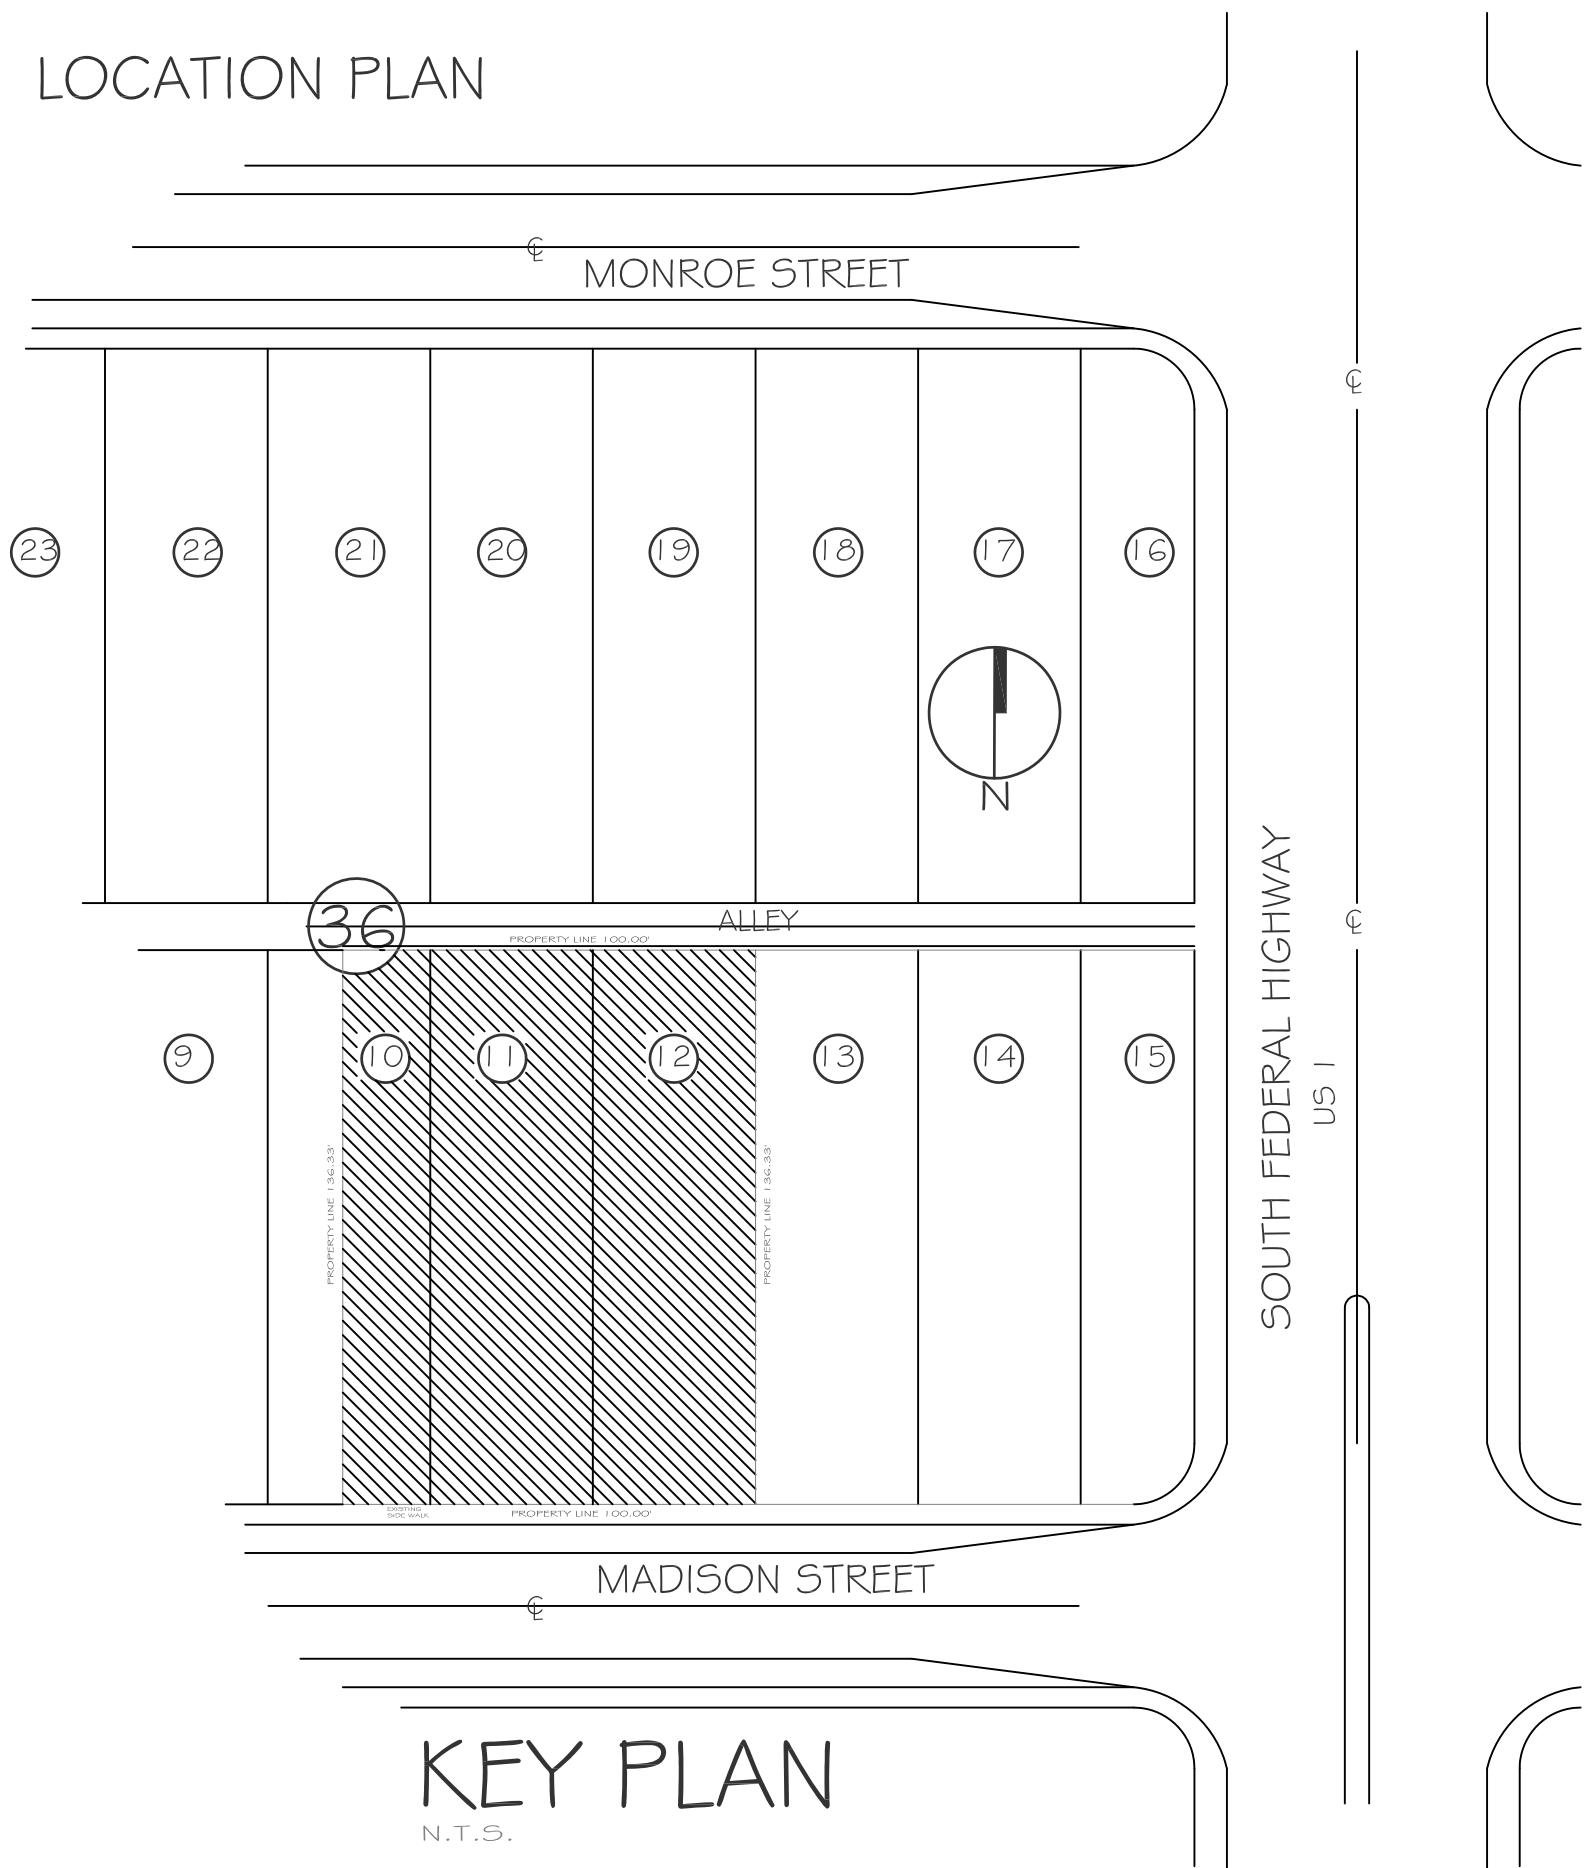 LOCATION PLAN
℄
MONROE STREET
℄
23
22
21
20
19
18
17
16
N
36
ALLEY
℄
PROPERTY LINE 100.00'
9
10
11
12
13
14
15
PROPERTY LINE 136.33'
PROPERTY LINE 136.33'
SOUTH FEDERAL HIGHWAY
US 1
EXISTING
SIDE WALK
PROPERTY LINE 100.00'
MADISON STREET
℄
KEY PLAN
N.T.S.